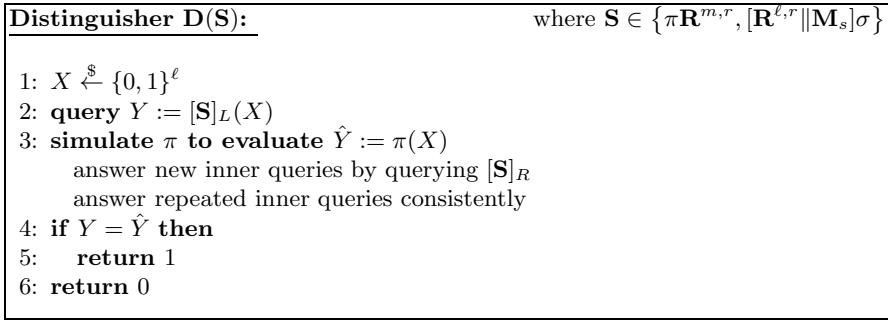 Distinguisher D(S): where S ∈ {πR^{m,r}, [R^{ℓ,r}‖M_s]σ}
1: X ←$ {0, 1}^ℓ
2: query Y := [S]_L(X)
3: simulate π to evaluate Ŷ := π(X)
answer new inner queries by querying [S]_R
answer repeated inner queries consistently
4: if Y = Ŷ then
5: return 1
6: return 0